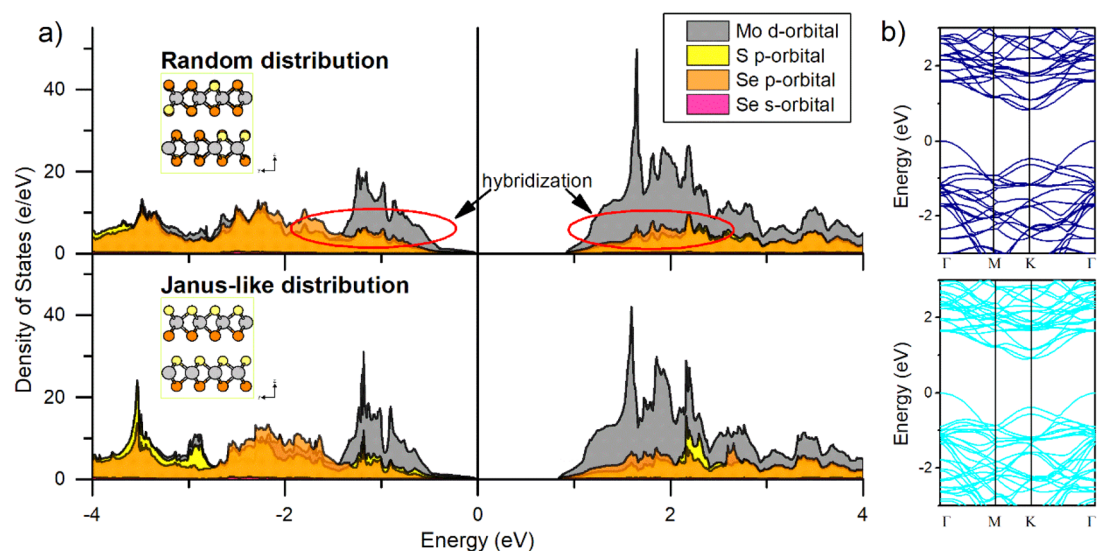 a)
Random distribution
Mo d-orbital
S p-orbital
Se p-orbital
Se s-orbital
hybridization
Janus-like distribution
Density of States (e/eV)
40
20
0
40
20
0
-4
-2
0
2
4
Energy (eV)
b)
Energy (eV)
2
0
-2
Γ
M
K
Γ
Energy (eV)
2
0
-2
Γ
M
K
Γ